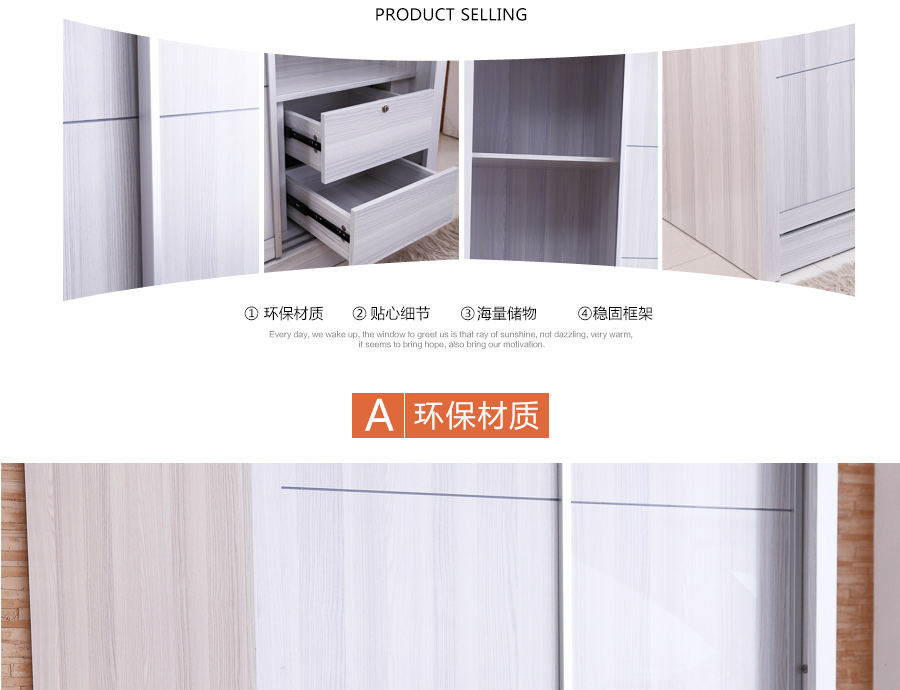 PRODUCT SELLING
① 环保材质 ② 贴心细节 ③海量储物 ④稳固框架
Every day, we wake up, the window to greet us is that ray of sunshine, not dazzling, very warm,
it seems to bring hope, also bring our motivation.
A 环保材质